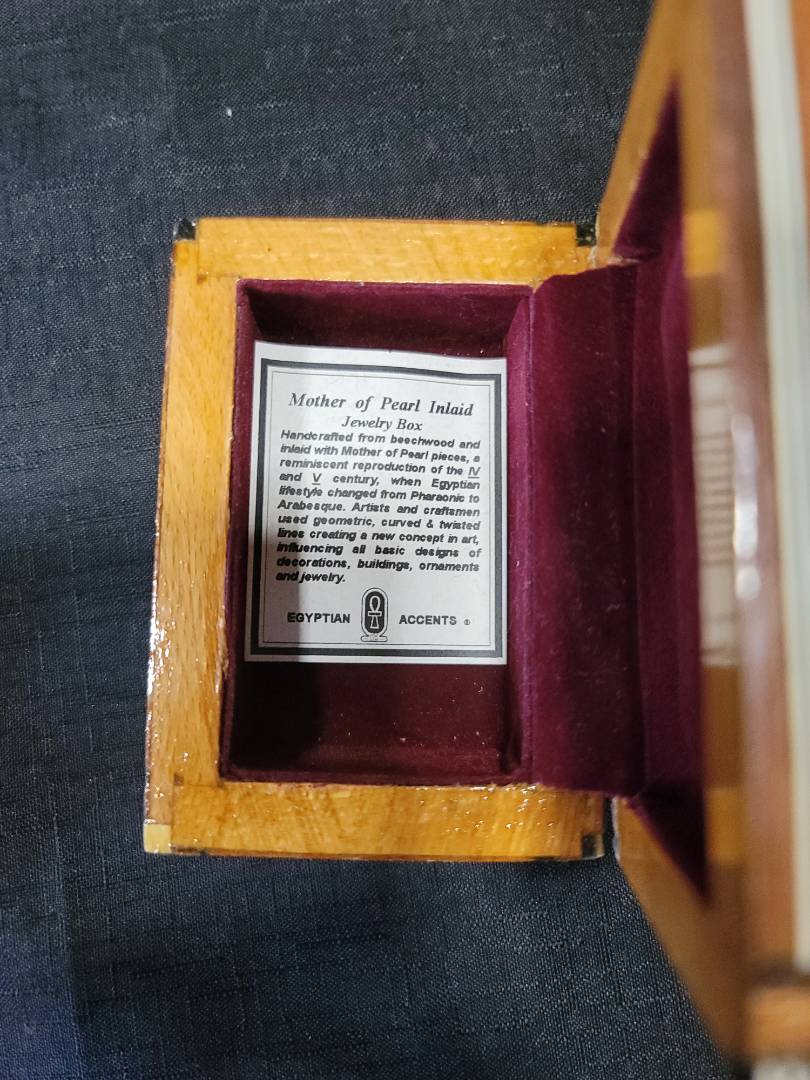 Mother of Pearl Inlaid
Jewelry Box
Handcrafted from beechwood and
inlaid with Mother of Pearl pieces, a
reminiscent reproduction of the IV
and V century, when Egyptian
lifestyle changed from Pharaonic to
Arabesque. Artists and craftsmen
used geometric, curved & twisted
lines creating a new concept in art,
influencing all basic designs of
decorations, buildings, ornaments
and jewelry.
EGYPTIAN ACCENTS ®